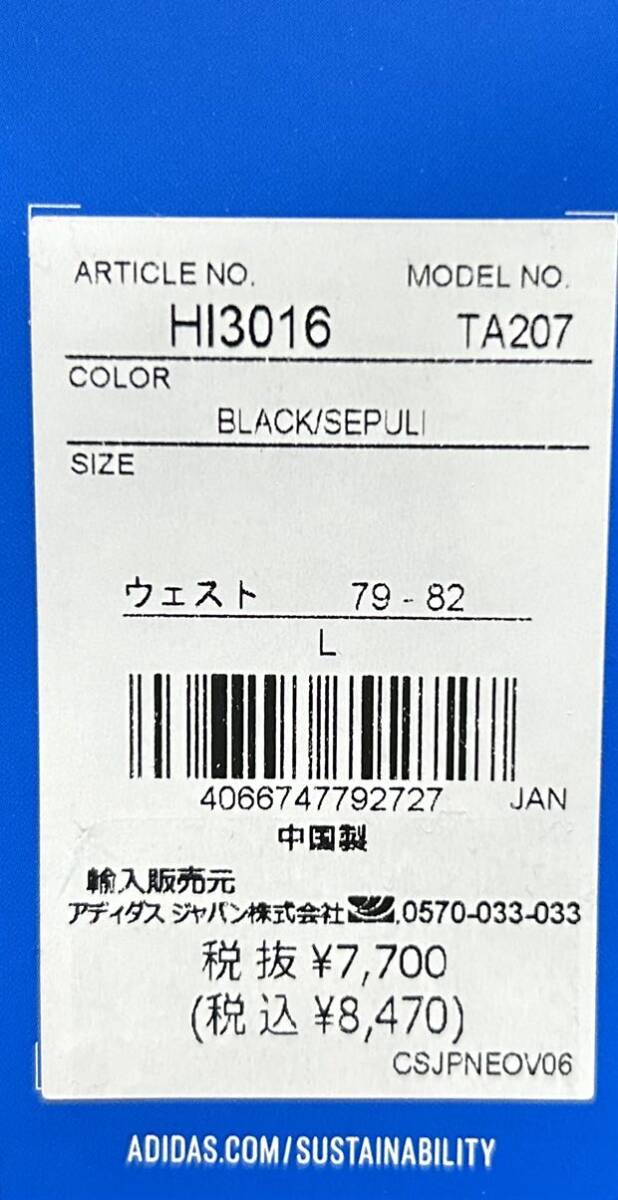 ARTICLE NO. MODEL NO.
HI3016 TA207
COLOR
BLACK/SEPULI
SIZE
ウェスト 79 - 82
L
4066747792727 JAN
中国製
輸入販売元
アディダス ジャパン株式会社 0570-033-033
税抜 ¥7,700
(税込 ¥8,470)
CSJPNEOV06
ADIDAS.COM/SUSTAINABILITY